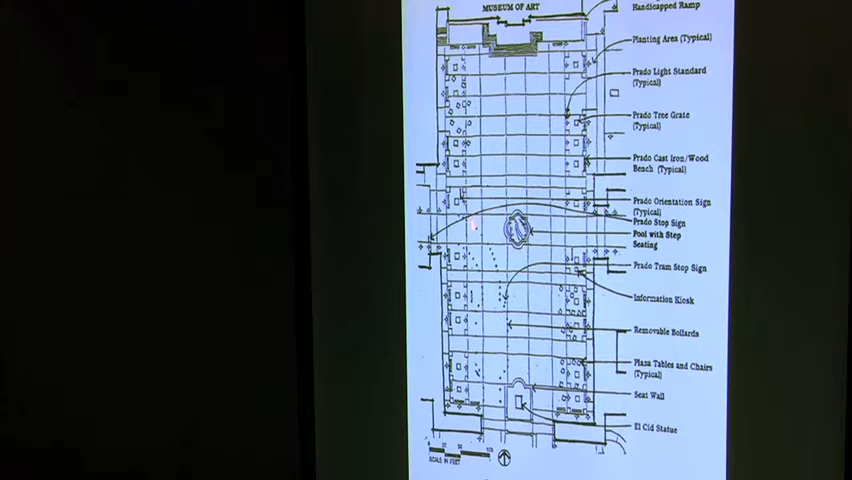 MUSEUM OF ART
Handicapped Ramp
Planting Area (Typical)
Prado Light Standard
(Typical)
Prado Tree Grate
(Typical)
Prado Cast Iron/Wood
Bench (Typical)
Prado Orientation Sign
(Typical)
Prado Stop Sign
Pool with Step
Seating
Prado Tram Stop Sign
Information Kiosk
Removable Bollards
Plaza Tables and Chairs
(Typical)
Seat Wall
El Cid Statue
SCALE IN FEET